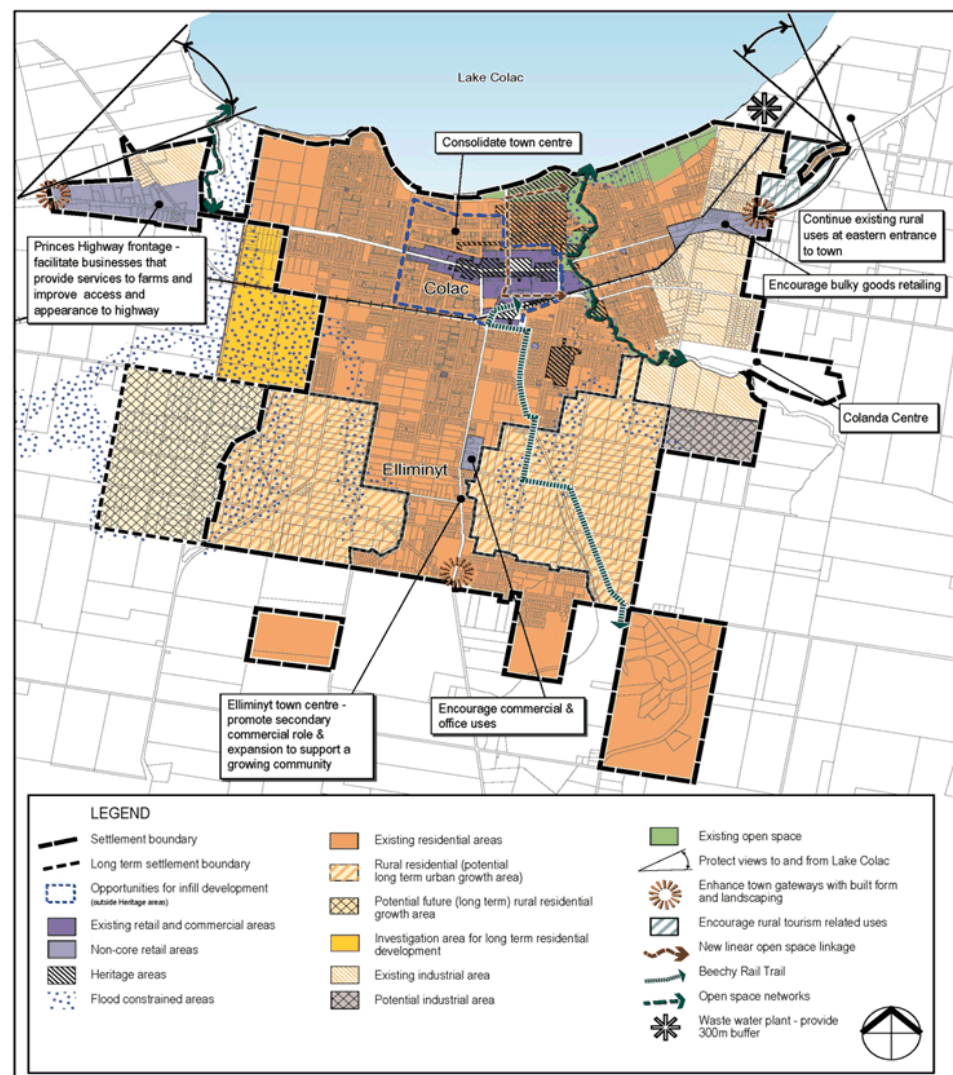 Lake Colac
Consolidate town centre
Princes Highway frontage -
facilitate businesses that
provide services to farms and
improve access and
appearance to highway
Continue existing rural
uses at eastern entrance
to town
Encourage bulky goods retailing
Colac
Colanda Centre
Elliminyt
Elliminyt town centre -
promote secondary
commercial role &
expansion to support a
growing community
Encourage commercial &
office uses
LEGEND
Settlement boundary
Long term settlement boundary
Opportunities for infill development
(outside Heritage areas)
Existing retail and commercial areas
Non-core retail areas
Heritage areas
Flood constrained areas
Existing residential areas
Rural residential (potential
long term urban growth area)
Potential future (long term) rural residential
growth area
Investigation area for long term residential
development
Existing industrial area
Potential industrial area
Existing open space
Protect views to and from Lake Colac
Enhance town gateways with built form
and landscaping
Encourage rural tourism related uses
New linear open space linkage
Beechy Rail Trail
Open space networks
Waste water plant - provide
300m buffer